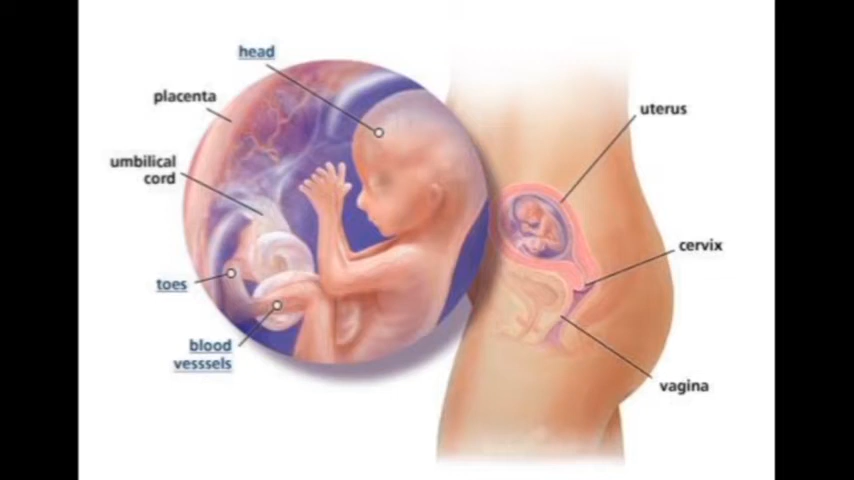 head
placenta
umbilical
cord
toes
blood
vesssels
uterus
cervix
vagina